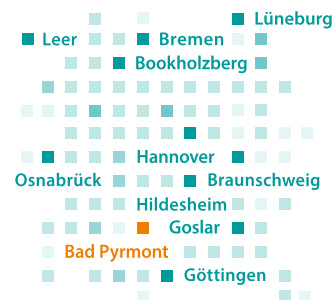 Lüneburg
Leer Bremen
Bookholzberg
Hannover
Osnabrück Braunschweig
Hildesheim
Goslar
Bad Pyrmont
Göttingen